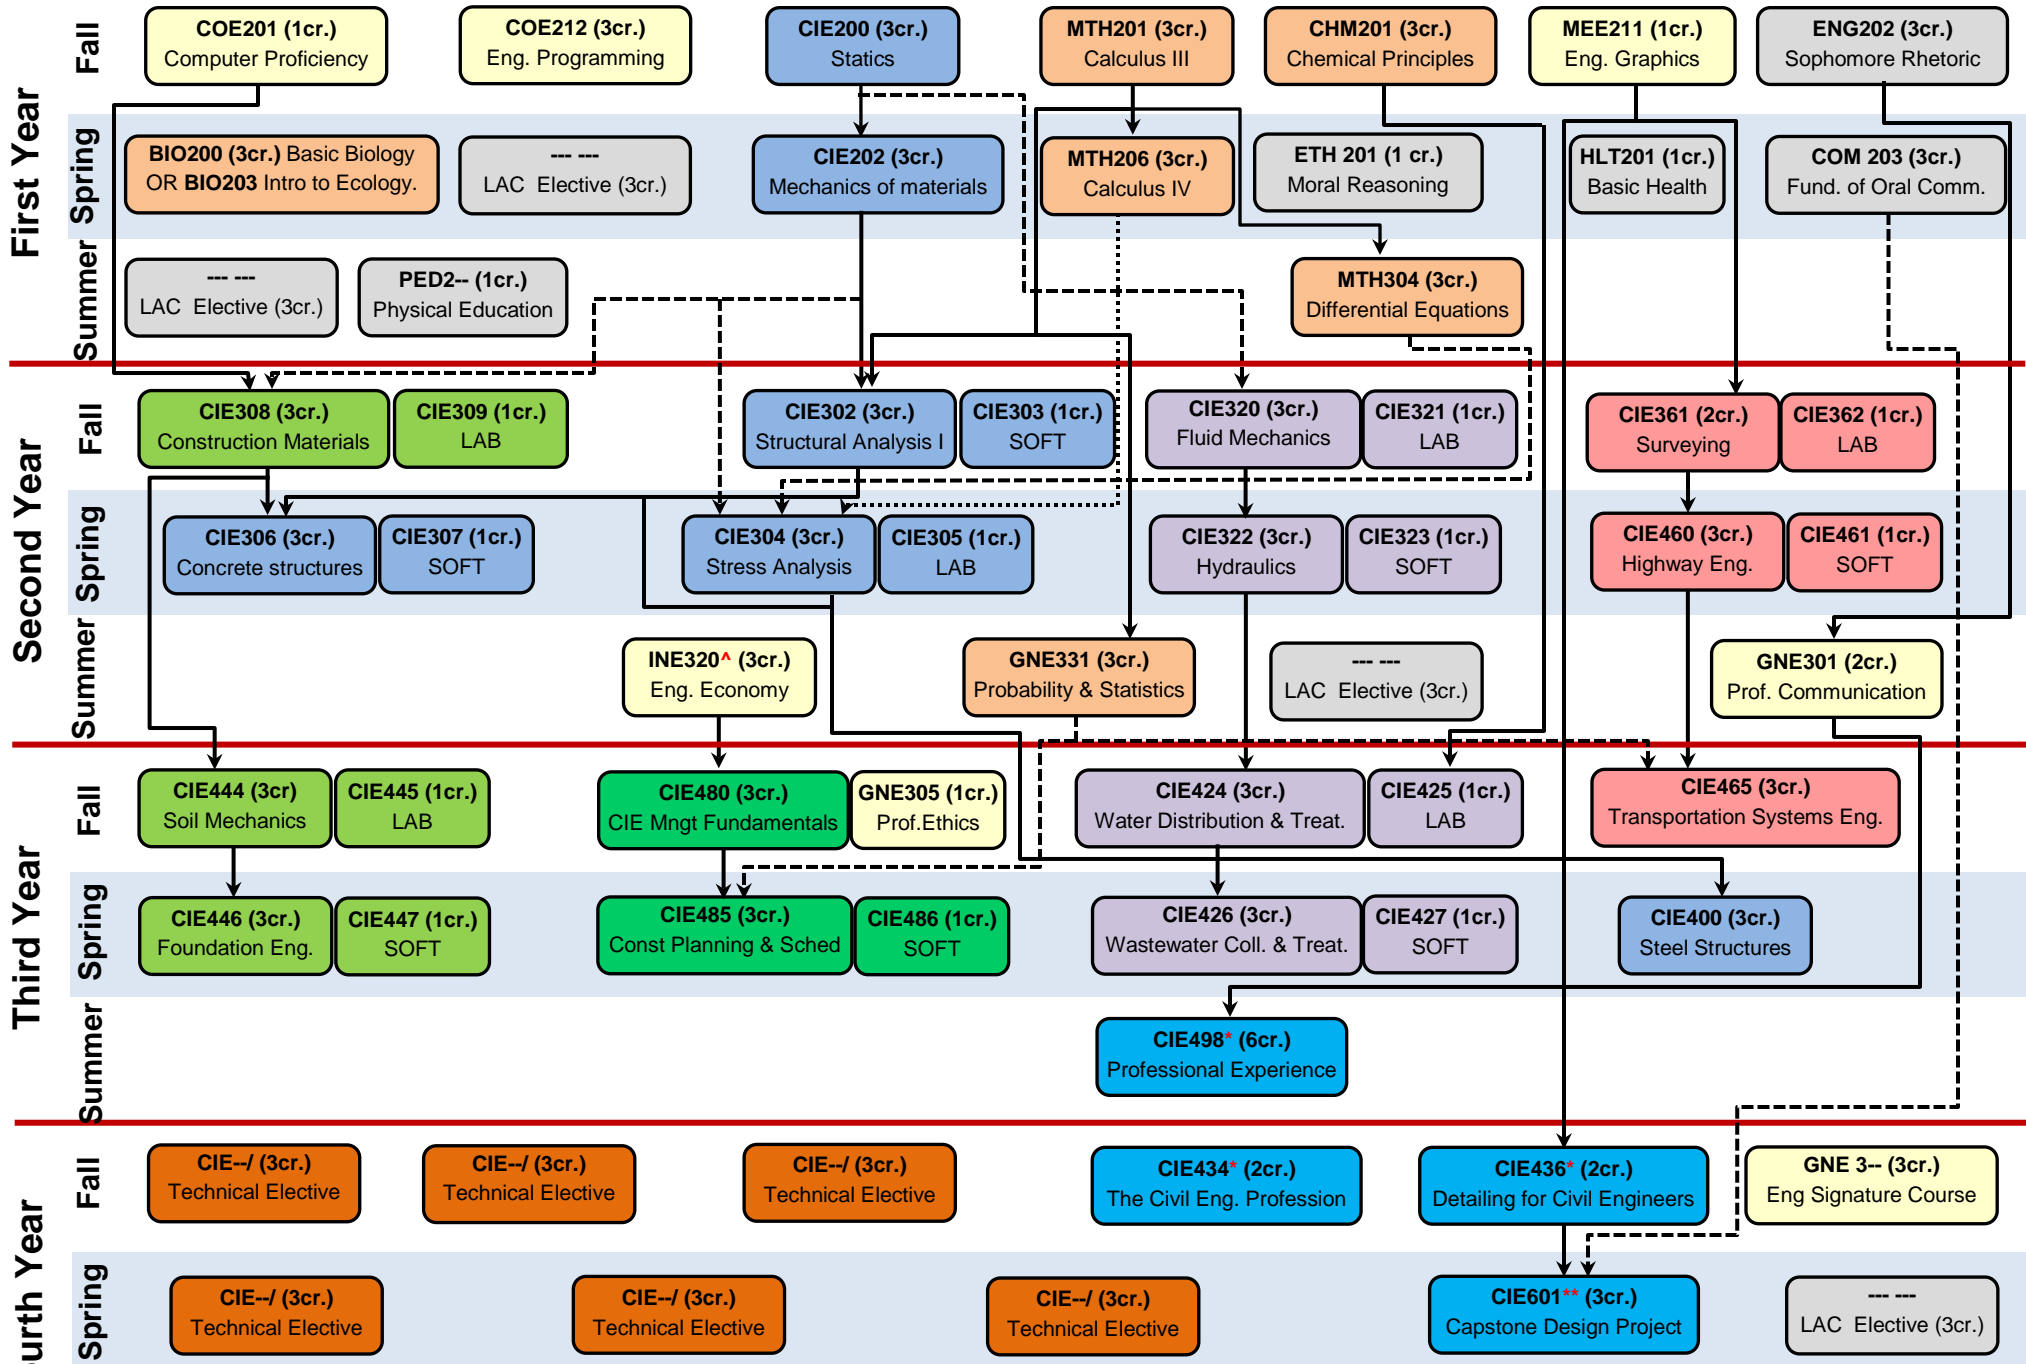 First Year
Fall
COE201 (1cr.)
Computer Proficiency
COE212 (3cr.)
Eng. Programming
CIE200 (3cr.)
Statics
MTH201 (3cr.)
Calculus III
CHM201 (3cr.)
Chemical Principles
MEE211 (1cr.)
Eng. Graphics
ENG202 (3cr.)
Sophomore Rhetoric
Spring
BIO200 (3cr.) Basic Biology
OR BIO203 Intro to Ecology.
--- ---
LAC Elective (3cr.)
CIE202 (3cr.)
Mechanics of materials
MTH206 (3cr.)
Calculus IV
ETH 201 (1 cr.)
Moral Reasoning
HLT201 (1cr.)
Basic Health
COM 203 (3cr.)
Fund. of Oral Comm.
Summer
--- ---
LAC Elective (3cr.)
PED2-- (1cr.)
Physical Education
MTH304 (3cr.)
Differential Equations
Second Year
Fall
CIE308 (3cr.)
Construction Materials
CIE309 (1cr.)
LAB
CIE302 (3cr.)
Structural Analysis I
CIE303 (1cr.)
SOFT
CIE320 (3cr.)
Fluid Mechanics
CIE321 (1cr.)
LAB
CIE361 (2cr.)
Surveying
CIE362 (1cr.)
LAB
Spring
CIE306 (3cr.)
Concrete structures
CIE307 (1cr.)
SOFT
CIE304 (3cr.)
Stress Analysis
CIE305 (1cr.)
LAB
CIE322 (3cr.)
Hydraulics
CIE323 (1cr.)
SOFT
CIE460 (3cr.)
Highway Eng.
CIE461 (1cr.)
SOFT
Summer
INE320^ (3cr.)
Eng. Economy
GNE331 (3cr.)
Probability & Statistics
--- ---
LAC Elective (3cr.)
GNE301 (2cr.)
Prof. Communication
Third Year
Fall
CIE444 (3cr)
Soil Mechanics
CIE445 (1cr.)
LAB
CIE480 (3cr.)
CIE Mngt Fundamentals
GNE305 (1cr.)
Prof.Ethics
CIE424 (3cr.)
Water Distribution & Treat.
CIE425 (1cr.)
LAB
CIE465 (3cr.)
Transportation Systems Eng.
Spring
CIE446 (3cr.)
Foundation Eng.
CIE447 (1cr.)
SOFT
CIE485 (3cr.)
Const Planning & Sched
CIE486 (1cr.)
SOFT
CIE426 (3cr.)
Wastewater Coll. & Treat.
CIE427 (1cr.)
SOFT
CIE400 (3cr.)
Steel Structures
Summer
CIE498* (6cr.)
Professional Experience
ourth Year
Fall
CIE--/ (3cr.)
Technical Elective
CIE--/ (3cr.)
Technical Elective
CIE--/ (3cr.)
Technical Elective
CIE434* (2cr.)
The Civil Eng. Profession
CIE436* (2cr.)
Detailing for Civil Engineers
GNE 3-- (3cr.)
Eng Signature Course
Spring
CIE--/ (3cr.)
Technical Elective
CIE--/ (3cr.)
Technical Elective
CIE--/ (3cr.)
Technical Elective
CIE601** (3cr.)
Capstone Design Project
--- ---
LAC Elective (3cr.)